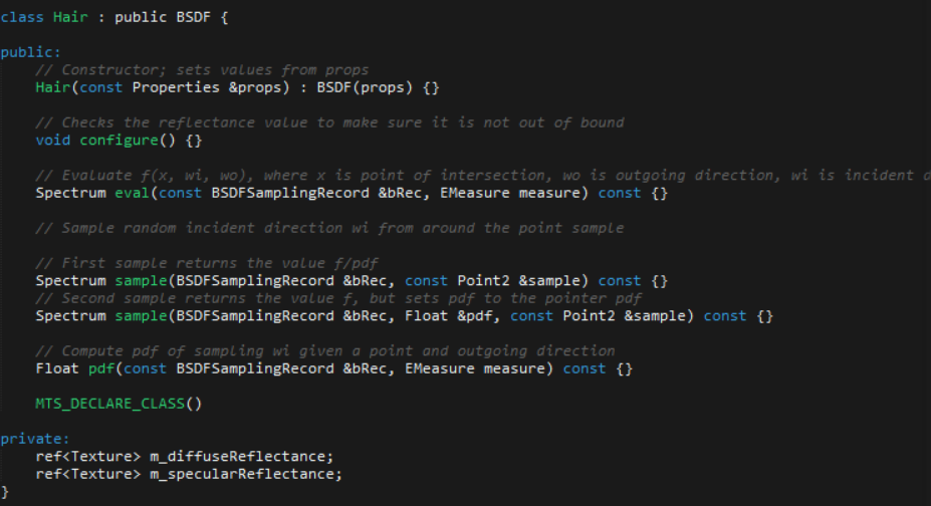 class Hair : public BSDF {
public:
// Constructor; sets values from props
Hair(const Properties &props) : BSDF(props) {}
// Checks the reflectance value to make sure it is not out of bound
void configure() {}
// Evaluate f(x, wi, wo), where x is point of intersection, wo is outgoing direction, wi is incident d
Spectrum eval(const BSDFSamplingRecord &bRec, EMeasure measure) const {}
// Sample random incident direction wi from around the point sample
// First sample returns the value f/pdf
Spectrum sample(BSDFSamplingRecord &bRec, const Point2 &sample) const {}
// Second sample returns the value f, but sets pdf to the pointer pdf
Spectrum sample(BSDFSamplingRecord &bRec, Float &pdf, const Point2 &sample) const {}
// Compute pdf of sampling wi given a point and outgoing direction
Float pdf(const BSDFSamplingRecord &bRec, EMeasure measure) const {}
MTS_DECLARE_CLASS()
private:
ref<Texture> m_diffuseReflectance;
ref<Texture> m_specularReflectance;
}